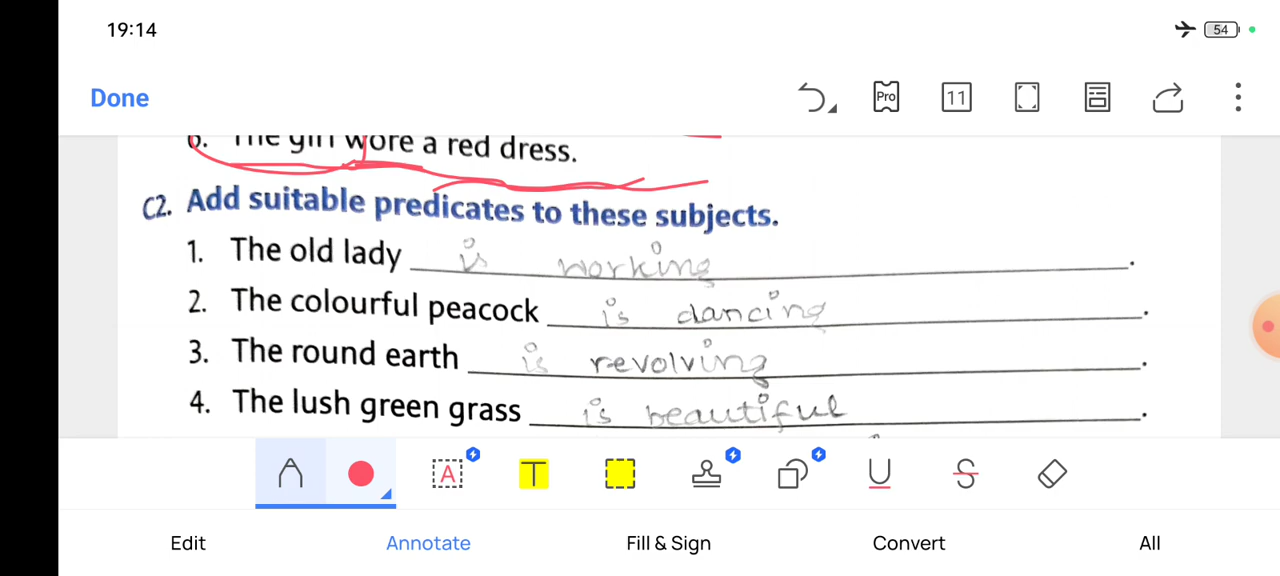 19:14
54
Done
Pro
11
6. The girl wore a red dress.
C2. Add suitable predicates to these subjects.
1. The old lady is working.
2. The colourful peacock is dancing.
3. The round earth is revolving.
4. The lush green grass is beautiful.
A T U S
Edit Annotate Fill & Sign Convert All